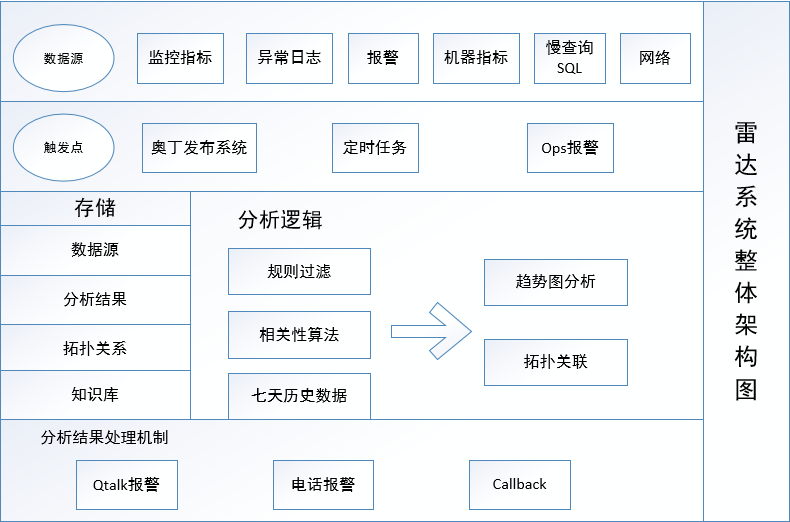 数据源
监控指标
异常日志
报警
机器指标
慢查询
SQL
网络
触发点
奥丁发布系统
定时任务
Ops报警
存储
数据源
分析结果
拓扑关系
知识库
分析逻辑
规则过滤
相关性算法
七天历史数据
趋势图分析
拓扑关联
分析结果处理机制
Qtalk报警
电话报警
Callback
雷达系统整体架构图